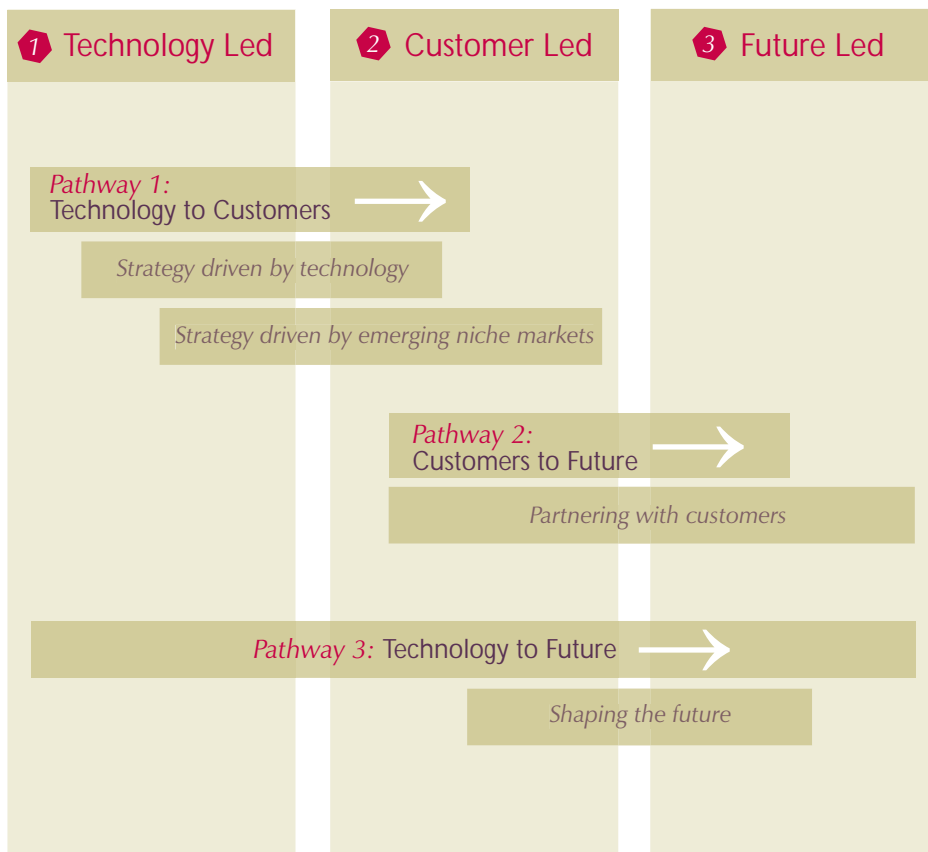 1 Technology Led
2 Customer Led
3 Future Led
Pathway 1:
Technology to Customers
Strategy driven by technology
Strategy driven by emerging niche markets
Pathway 2:
Customers to Future
Partnering with customers
Pathway 3: Technology to Future
Shaping the future